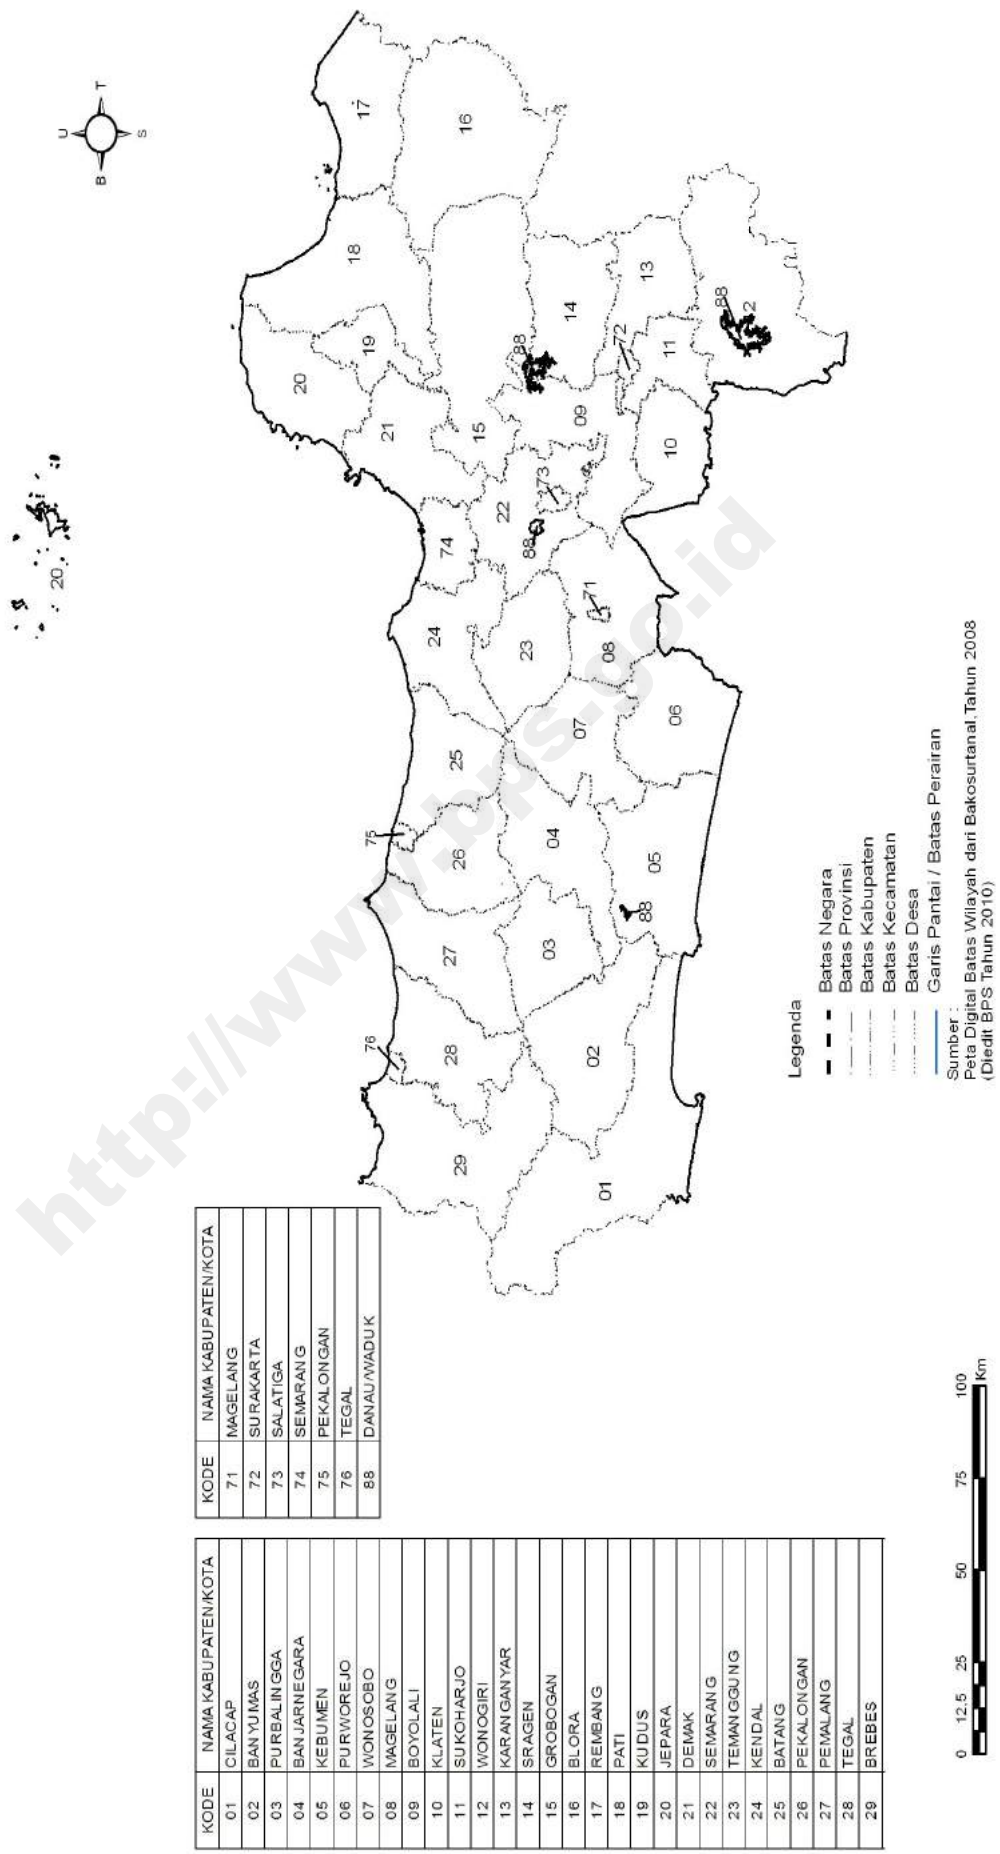 KODE NAMA KABUPATEN/KOTA
01 CILACAP
02 BANYUMAS
03 PURBALINGGA
04 BANJARNEGARA
05 KEBUMEN
06 PURWOREJO
07 WONOSOBO
08 MAGELANG
09 BOYOLALI
10 KLATEN
11 SUKOHARJO
12 WONOGIRI
13 KARANGANYAR
14 SRAGEN
15 GROBOGAN
16 BLORA
17 REMBANG
18 PATI
19 KUDUS
20 JEPARA
21 DEMAK
22 SEMARANG
23 TEMANGGUNG
24 KENDAL
25 BATANG
26 PEKALONGAN
27 PEMALANG
28 TEGAL
29 BREBES
KODE NAMA KABUPATEN/KOTA
71 MAGELANG
72 SURAKARTA
73 SALATIGA
74 SEMARANG
75 PEKALONGAN
76 TEGAL
88 DANAU/WADUK
20
U
B T
S
20
18
17
21
19
16
76
75
24
74
15
29
28
27
26
25
22
88
88
14
03
04
23
73
09
01
02
07
08
71
72
13
88
05
06
10
11
88
2
0 12.5 25 50 75 100
Km
Legenda
Batas Negara
Batas Provinsi
Batas Kabupaten
Batas Kecamatan
Batas Desa
Garis Pantai / Batas Perairan
Sumber :
Peta Digital Batas Wilayah dari Bakosurtanal,Tahun 2008
(Diedit BPS Tahun 2010)
http://www.bps.go.id